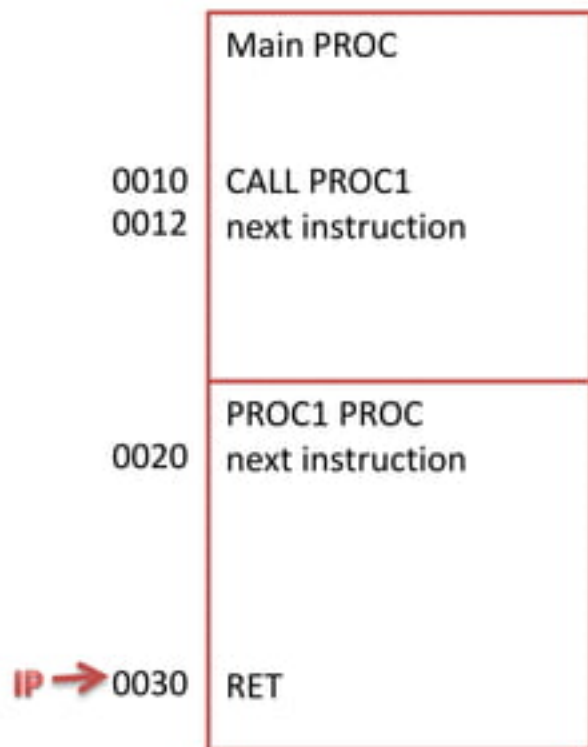 Main PROC
0010 CALL PROC1
0012 next instruction
PROC1 PROC
0020 next instruction
IP 0030 RET